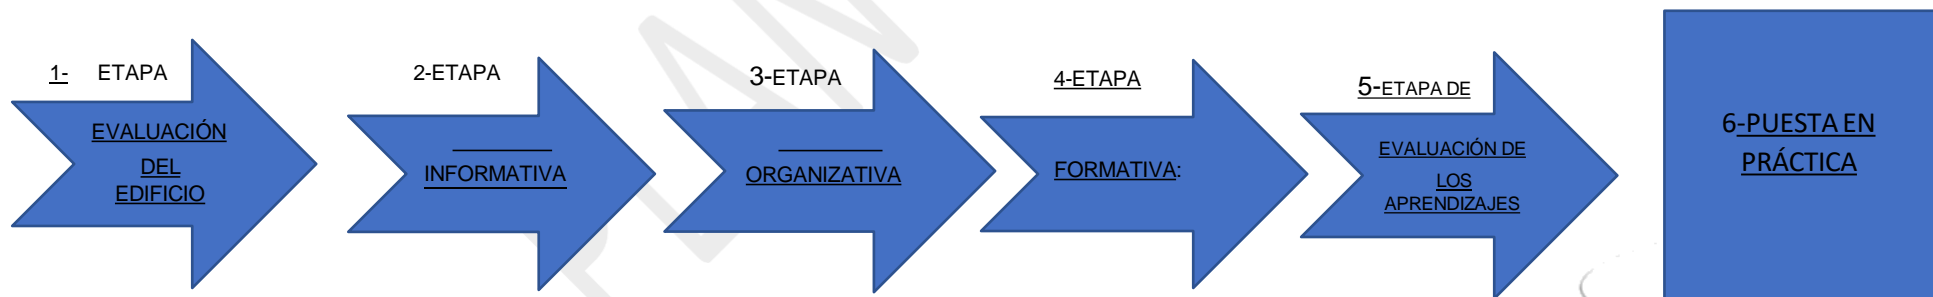 1- ETAPA
EVALUACIÓN
DEL
EDIFICIO
2-ETAPA
INFORMATIVA
3-ETAPA
ORGANIZATIVA
4-ETAPA
FORMATIVA:
5-ETAPA DE
EVALUACIÓN DE
LOS
APRENDIZAJES
6-PUESTA EN
PRÁCTICA
PLAN